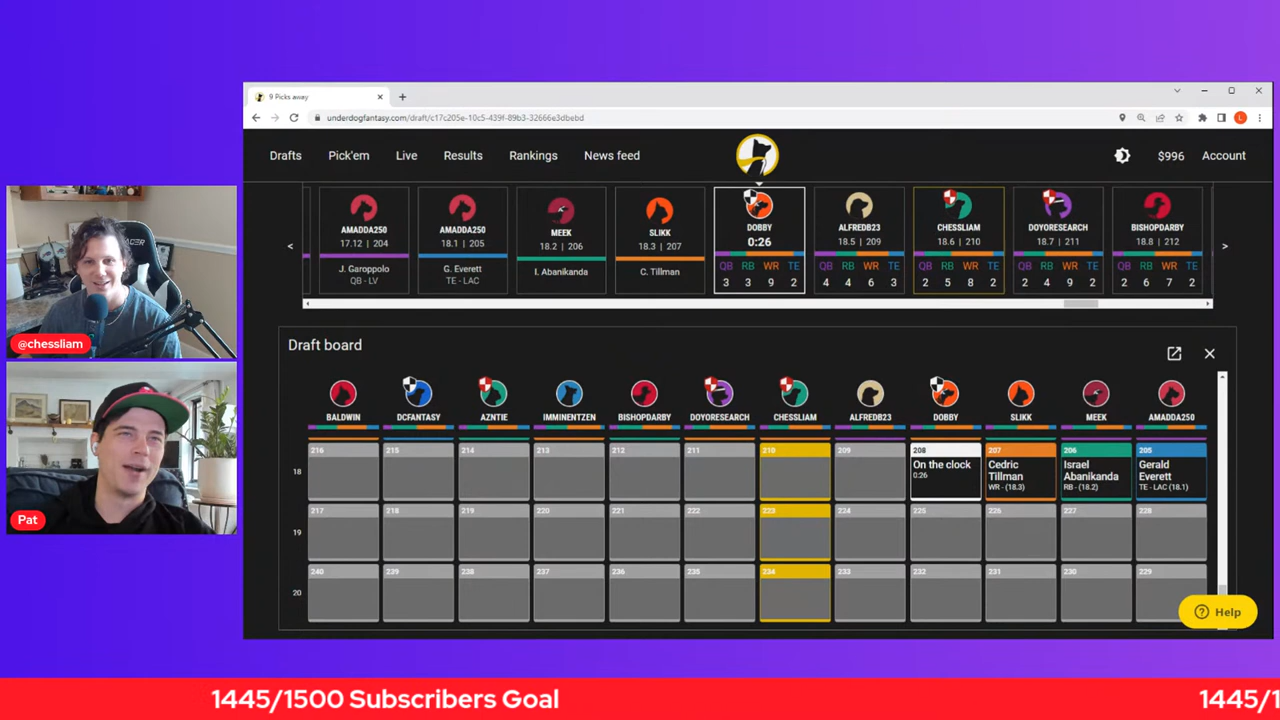 9 Picks away
underdogfantasy.com/draft/c17c205e-10c5-439f-89b3-32666e3dbebd
L
Drafts Pick'em Live Results Rankings News feed $996 Account
AMADDA250 AMADDA250 MEEK SLIKK DOBBY ALFREDB23 CHESSLIAM DOYORESEARCH BISHOPDARBY
17.12 | 204 18.1 | 205 18.2 | 206 18.3 | 207 0:26 18.5 | 209 18.6 | 210 18.7 | 211 18.8 | 212
J. Garoppolo G. Everett I. Abanikanda C. Tillman QB RB WR TE QB RB WR TE QB RB WR TE QB RB WR TE QB RB WR TE
QB - LV TE - LAC 3 3 9 2 4 4 6 3 2 5 8 2 2 4 9 2 2 6 7 2
< >
Draft board
BALDWIN DCFANTASY AZNTIE IMMINENTZEN BISHOPDARBY DOYORESEARCH CHESSLIAM ALFREDB23 DOBBY SLIKK MEEK AMADDA250
216 215 214 213 212 211 210 209 208 207 206 205
18 On the clock Cedric Israel Gerald
0:26 Tillman Abanikanda Everett
WR - (18.3) RB - (18.2) TE - LAC (18.1)
217 218 219 220 221 222 223 224 225 226 227 228
19
240 239 238 237 236 235 234 233 232 231 230 229
20
Help
@chessliam
Pat
1445/1500 Subscribers Goal 1445/1